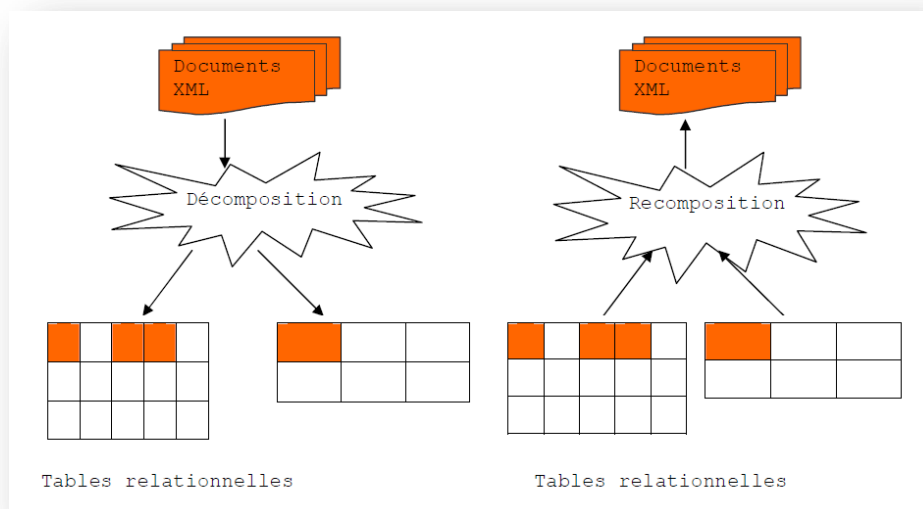 Documents
XML
Décomposition
Tables relationnelles
Documents
XML
Recomposition
Tables relationnelles